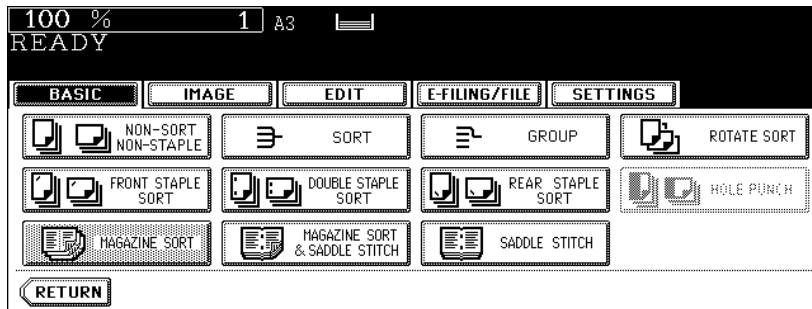 100 % 1 A3
READY
BASIC IMAGE EDIT E-FILING/FILE SETTINGS
NON-SORT
NON-STAPLE
SORT
GROUP
ROTATE SORT
FRONT STAPLE
SORT
DOUBLE STAPLE
SORT
REAR STAPLE
SORT
HOLE PUNCH
MAGAZINE SORT
MAGAZINE SORT
& SADDLE STITCH
SADDLE STITCH
RETURN